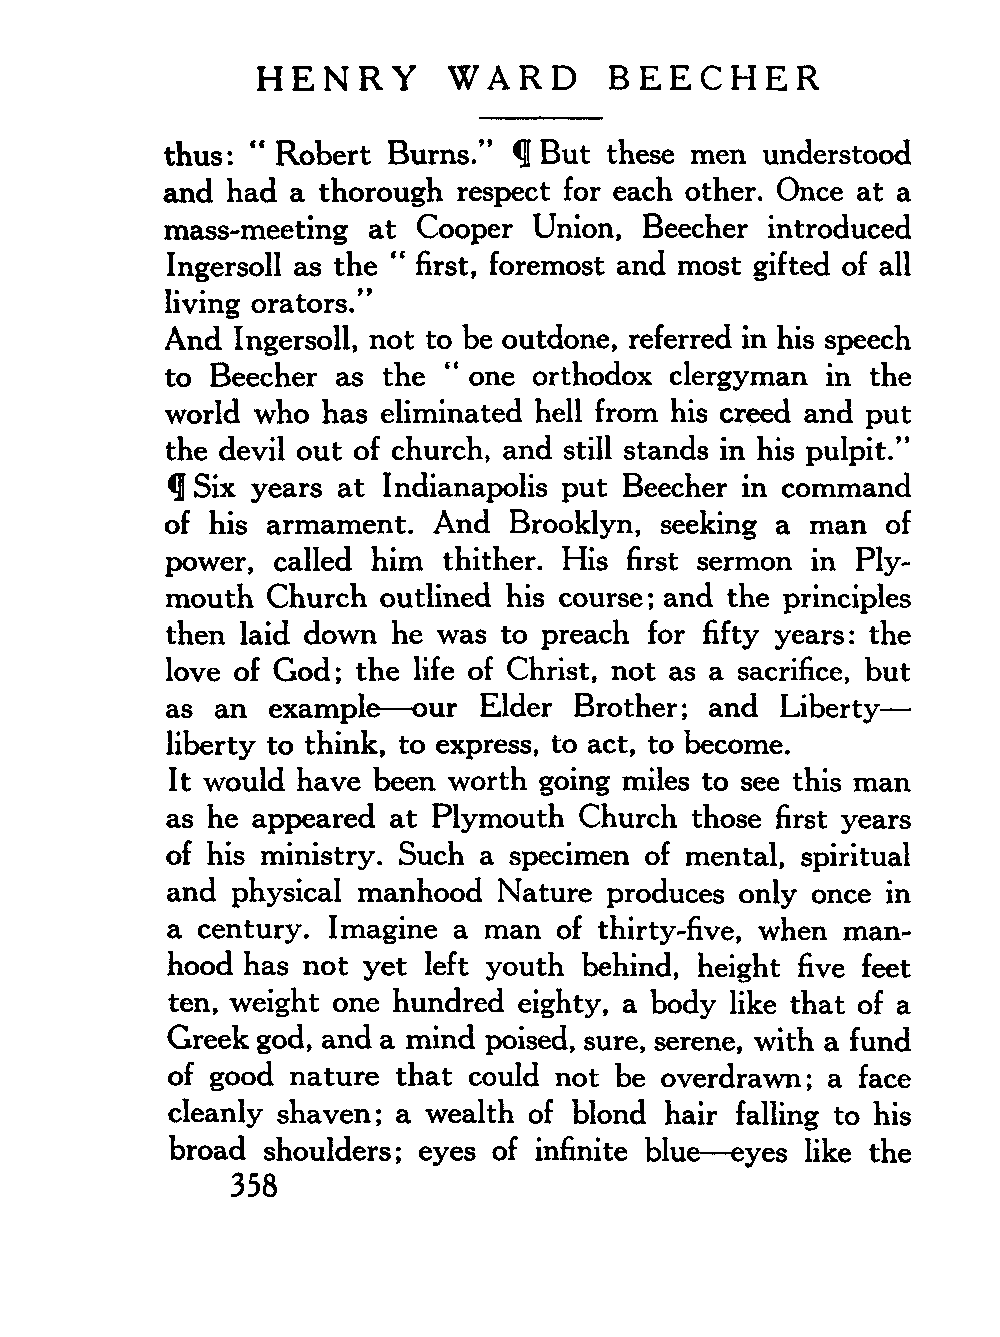 HENRY WARD BEECHER
thus: “ Robert Burns.” ¶ But these men understood
and had a thorough respect for each other. Once at a
mass-meeting at Cooper Union, Beecher introduced
Ingersoll as the “ first, foremost and most gifted of all
living orators.”
And Ingersoll, not to be outdone, referred in his speech
to Beecher as the “ one orthodox clergyman in the
world who has eliminated hell from his creed and put
the devil out of church, and still stands in his pulpit.”
¶ Six years at Indianapolis put Beecher in command
of his armament. And Brooklyn, seeking a man of
power, called him thither. His first sermon in Ply-
mouth Church outlined his course; and the principles
then laid down he was to preach for fifty years: the
love of God; the life of Christ, not as a sacrifice, but
as an example—our Elder Brother; and Liberty—
liberty to think, to express, to act, to become.
It would have been worth going miles to see this man
as he appeared at Plymouth Church those first years
of his ministry. Such a specimen of mental, spiritual
and physical manhood Nature produces only once in
a century. Imagine a man of thirty-five, when man-
hood has not yet left youth behind, height five feet
ten, weight one hundred eighty, a body like that of a
Greek god, and a mind poised, sure, serene, with a fund
of good nature that could not be overdrawn; a face
cleanly shaven; a wealth of blond hair falling to his
broad shoulders; eyes of infinite blue—eyes like the
358